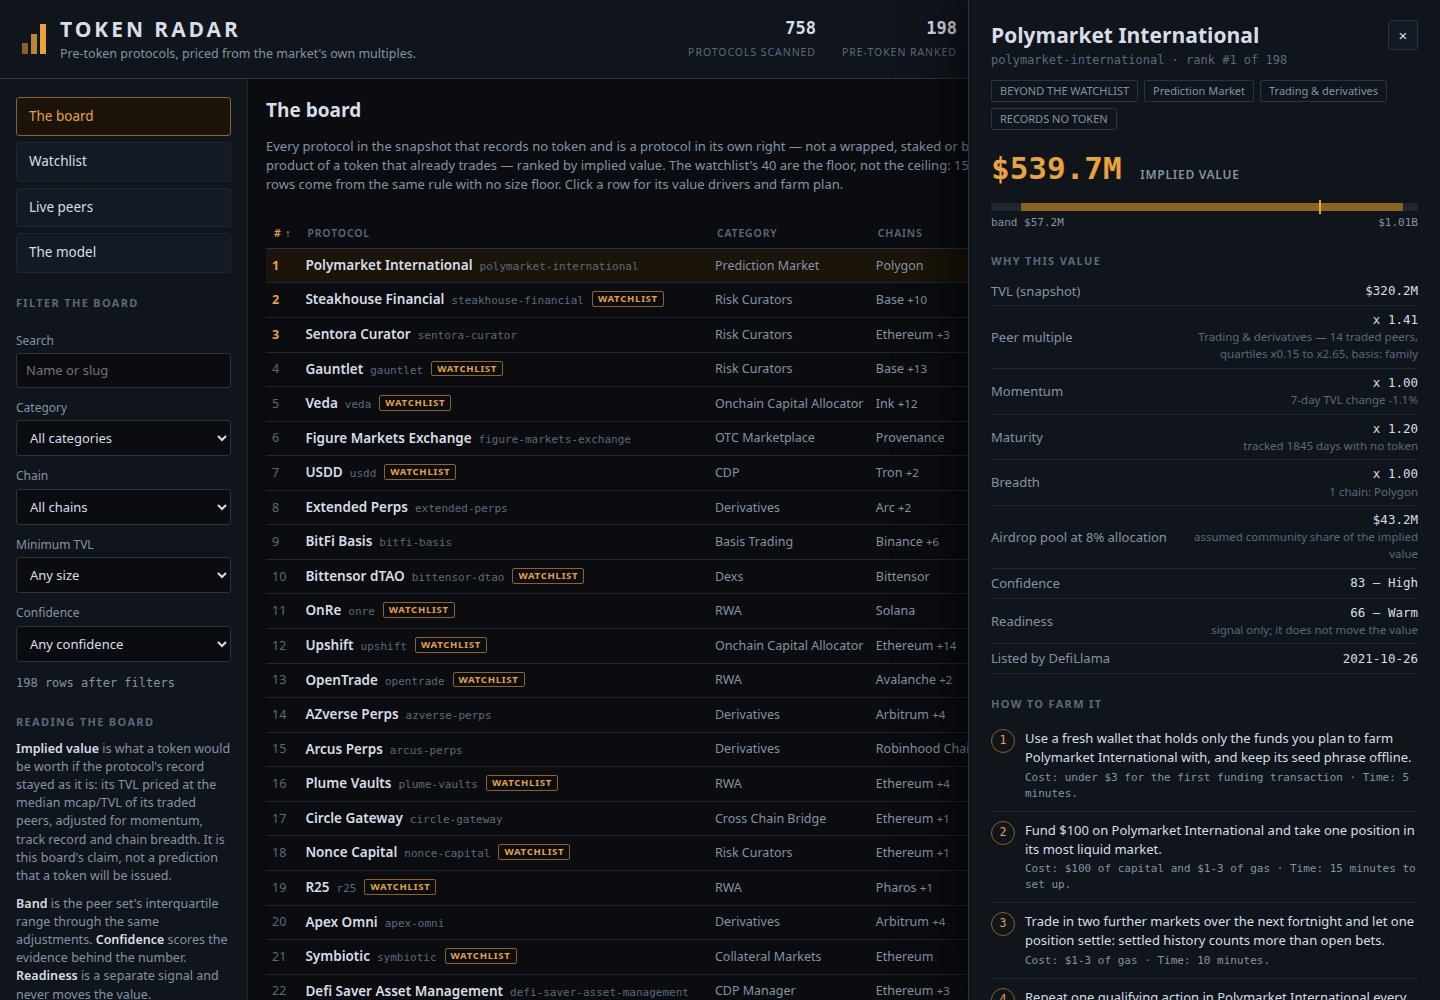 TOKEN RADAR
Pre-token protocols, priced from the market's own multiples.
758
PROTOCOLS SCANNED
198
PRE-TOKEN RANKED
The board
Watchlist
Live peers
The model
FILTER THE BOARD
Search
Name or slug
Category
All categories
Chain
All chains
Minimum TVL
Any size
Confidence
Any confidence
198 rows after filters
READING THE BOARD
Implied value is what a token would
be worth if the protocol's record
stayed as it is: its TVL priced at the
median mcap/TVL of its traded
peers, adjusted for momentum,
track record and chain breadth. It is
this board's claim, not a prediction
that a token will be issued.
Band is the peer set's interquartile
range through the same
adjustments. Confidence scores the
evidence behind the number.
Readiness is a separate signal and
never moves the value.
The board
Every protocol in the snapshot that records no token and is a protocol in its own right — not a wrapped, staked or b
product of a token that already trades — ranked by implied value. The watchlist's 40 are the floor, not the ceiling: 15
rows come from the same rule with no size floor. Click a row for its value drivers and farm plan.
# ↑ PROTOCOL CATEGORY CHAINS
1 Polymarket International polymarket-international Prediction Market Polygon
2 Steakhouse Financial steakhouse-financial WATCHLIST Risk Curators Base +10
3 Sentora Curator sentora-curator Risk Curators Ethereum +3
4 Gauntlet gauntlet WATCHLIST Risk Curators Base +13
5 Veda veda WATCHLIST Onchain Capital Allocator Ink +12
6 Figure Markets Exchange figure-markets-exchange OTC Marketplace Provenance
7 USDD usdd WATCHLIST CDP Tron +2
8 Extended Perps extended-perps Derivatives Arc +2
9 BitFi Basis bitfi-basis Basis Trading Binance +6
10 Bittensor dTAO bittensor-dtao WATCHLIST Dexs Bittensor
11 OnRe onre WATCHLIST RWA Solana
12 Upshift upshift WATCHLIST Onchain Capital Allocator Ethereum +14
13 OpenTrade opentrade WATCHLIST RWA Avalanche +2
14 AZverse Perps azverse-perps Derivatives Arbitrum +4
15 Arcus Perps arcus-perps Derivatives Robinhood Chai
16 Plume Vaults plume-vaults WATCHLIST RWA Ethereum +4
17 Circle Gateway circle-gateway Cross Chain Bridge Ethereum +1
18 Nonce Capital nonce-capital WATCHLIST Risk Curators Ethereum +1
19 R25 r25 WATCHLIST RWA Pharos +1
20 Apex Omni apex-omni Derivatives Arbitrum +4
21 Symbiotic symbiotic WATCHLIST Collateral Markets Ethereum
22 Defi Saver Asset Management defi-saver-asset-management CDP Manager Ethereum +3
Polymarket International
×
polymarket-international · rank #1 of 198
BEYOND THE WATCHLIST Prediction Market Trading & derivatives
RECORDS NO TOKEN
$539.7M IMPLIED VALUE
band $57.2M $1.01B
WHY THIS VALUE
TVL (snapshot) $320.2M
Peer multiple x 1.41
Trading & derivatives — 14 traded peers,
quartiles x0.15 to x2.65, basis: family
Momentum x 1.00
7-day TVL change -1.1%
Maturity x 1.20
tracked 1845 days with no token
Breadth x 1.00
1 chain: Polygon
Airdrop pool at 8% allocation $43.2M
assumed community share of the implied
value
Confidence 83 — High
Readiness 66 — Warm
signal only; it does not move the value
Listed by DefiLlama 2021-10-26
HOW TO FARM IT
1 Use a fresh wallet that holds only the funds you plan to farm
Polymarket International with, and keep its seed phrase offline.
Cost: under $3 for the first funding transaction · Time: 5
minutes.
2 Fund $100 on Polymarket International and take one position in
its most liquid market.
Cost: $100 of capital and $1-3 of gas · Time: 15 minutes to
set up.
3 Trade in two further markets over the next fortnight and let one
position settle: settled history counts more than open bets.
Cost: $1-3 of gas · Time: 10 minutes.
4 Repeat one qualifying action in Polymarket International every